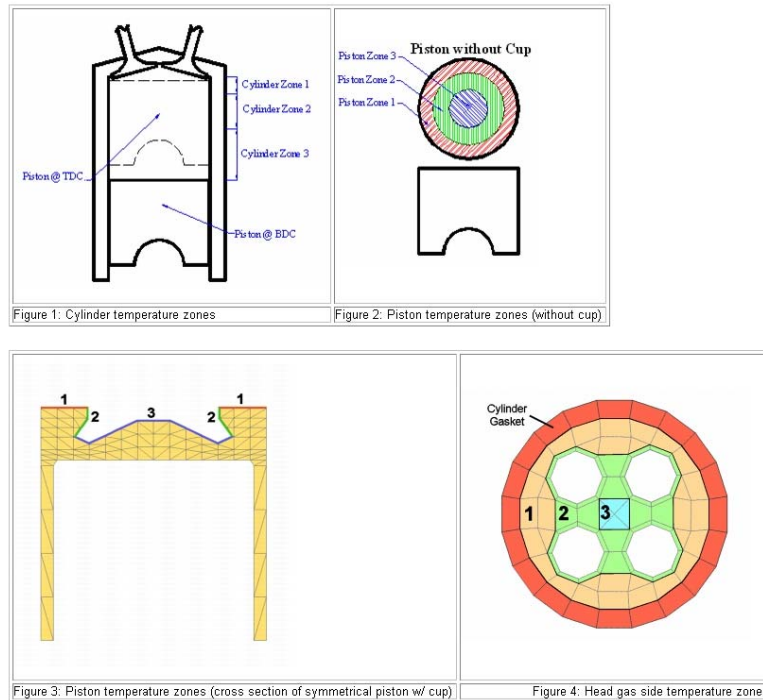 Cylinder Zone 1
Cylinder Zone 2
Cylinder Zone 3
Piston @ TDC
Piston @ BDC
Figure 1: Cylinder temperature zones
Piston without Cup
Piston Zone 3
Piston Zone 2
Piston Zone 1
Figure 2: Piston temperature zones (without cup)
1 1
2 3 2
Figure 3: Piston temperature zones (cross section of symmetrical piston w/ cup)
Cylinder
Gasket
1 2 3
Figure 4: Head gas side temperature zone